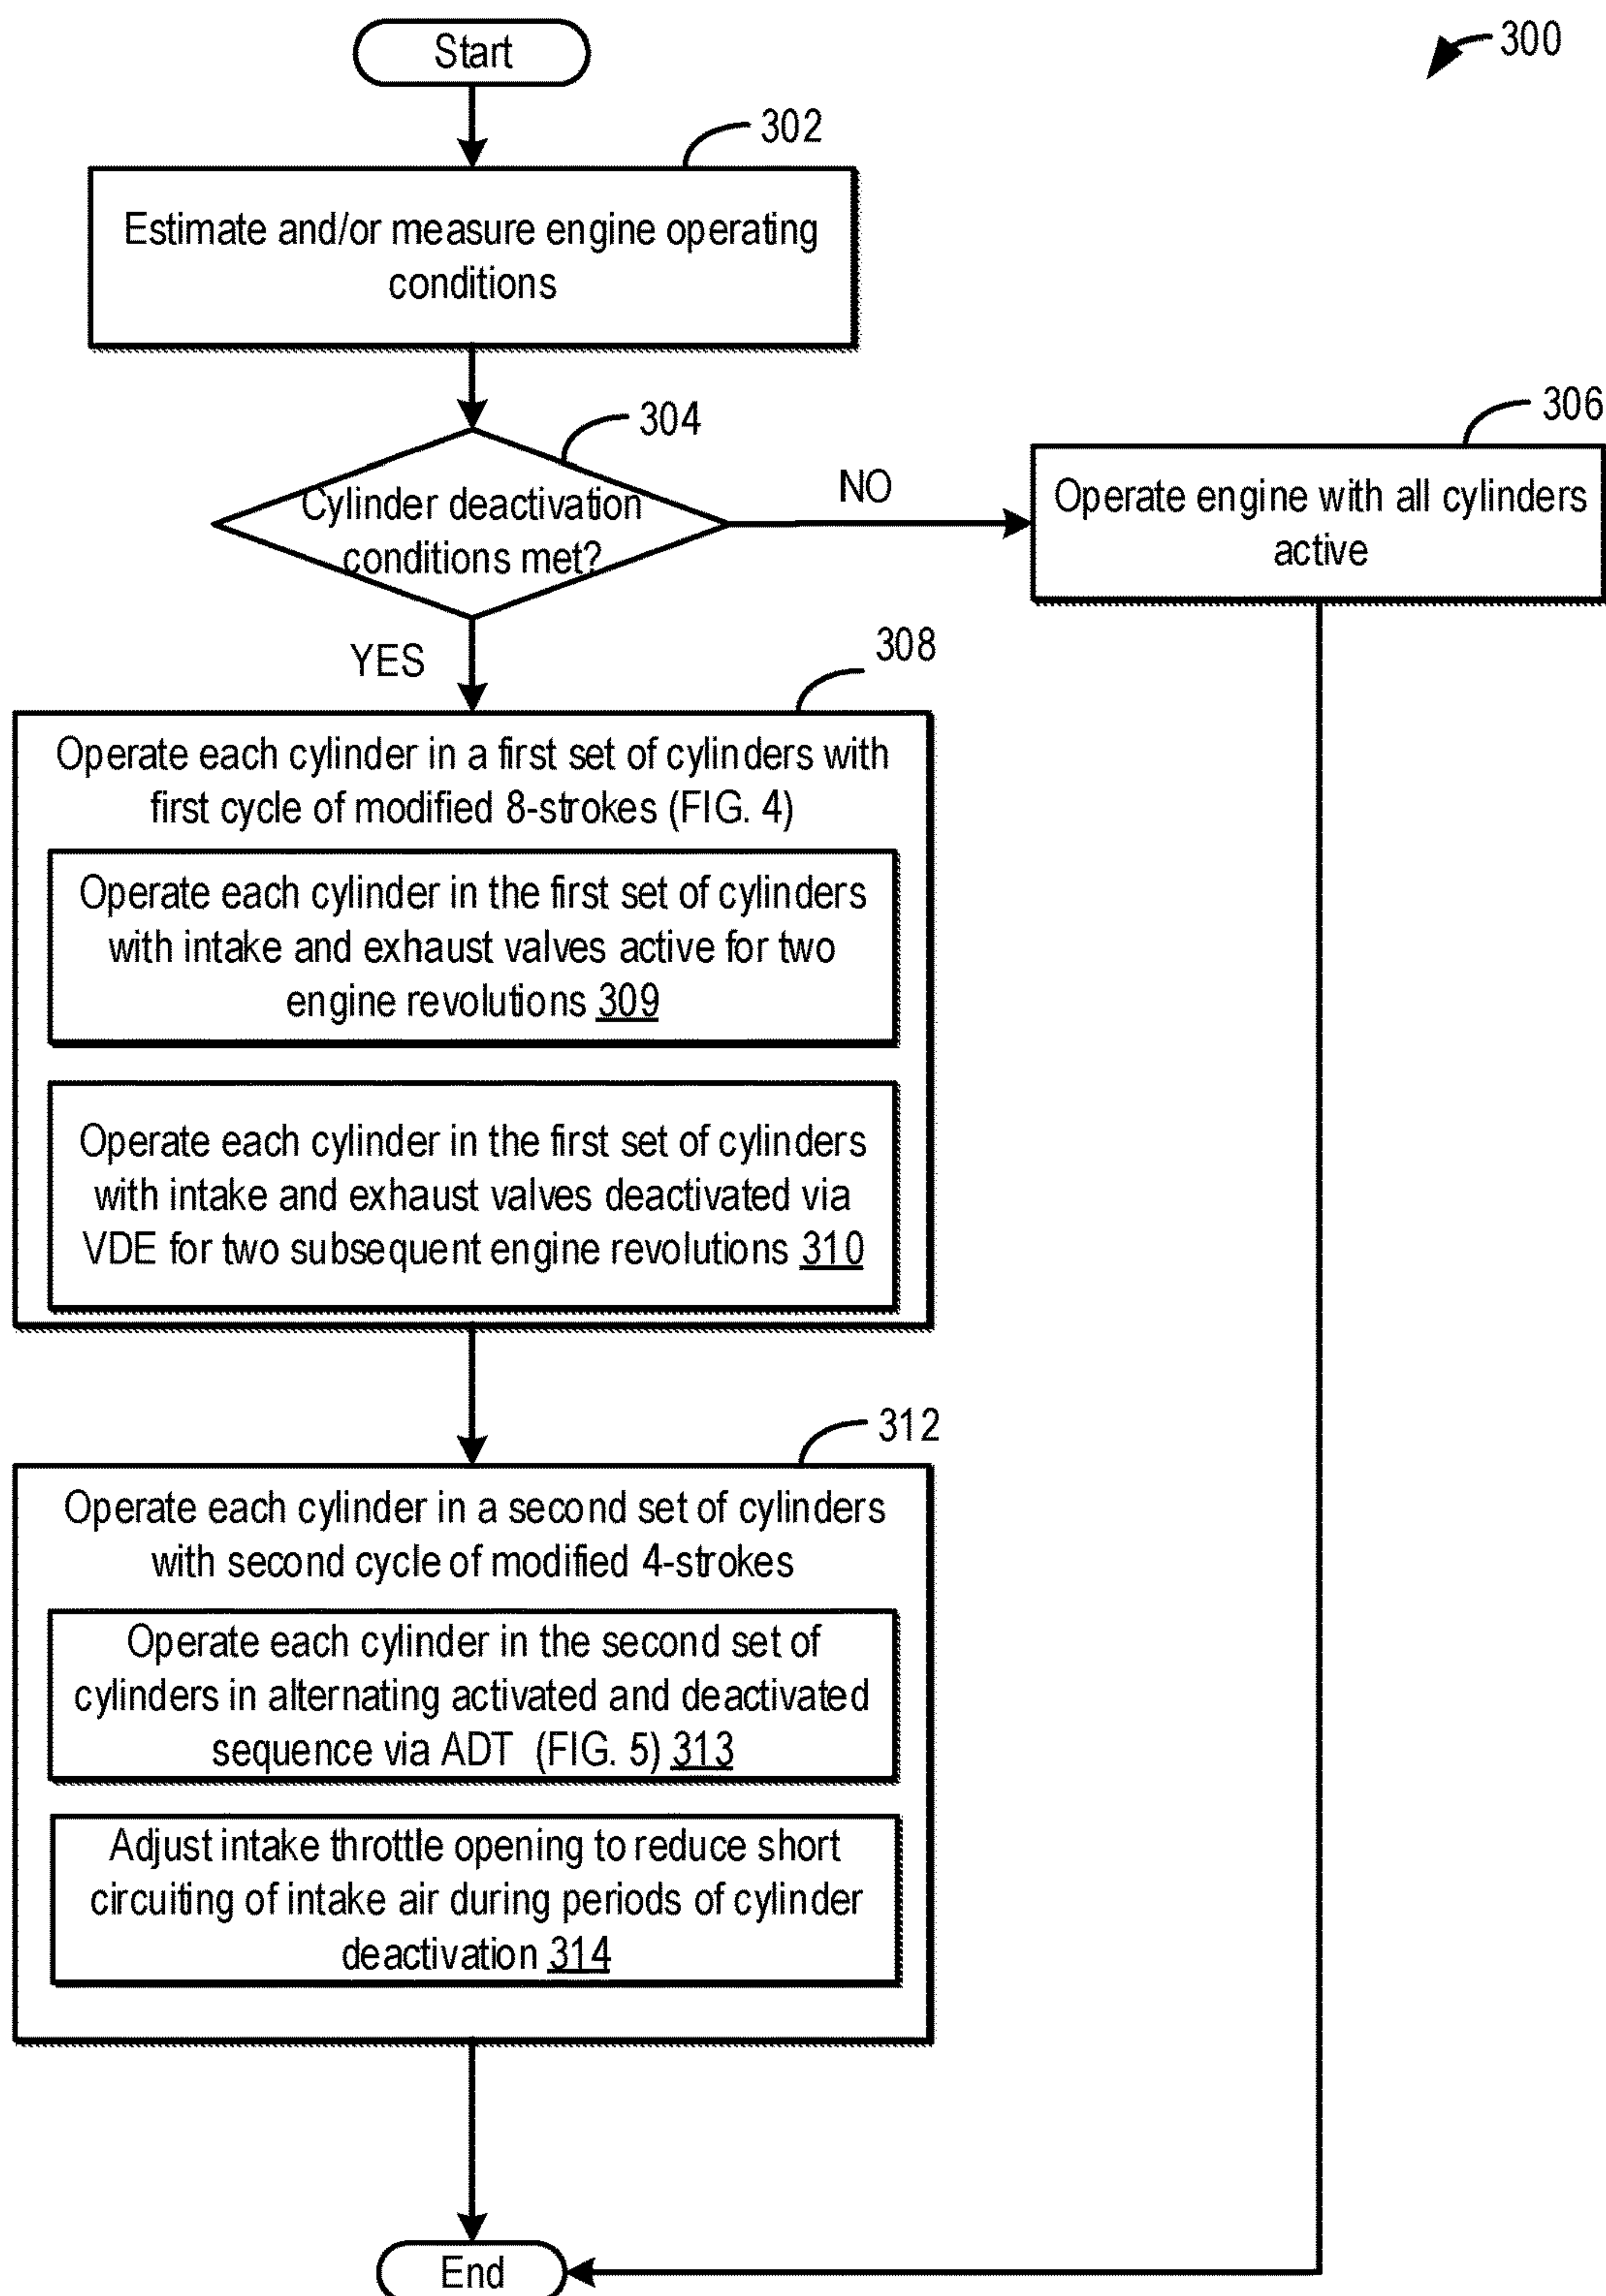 Start
300
302
Estimate and/or measure engine operating
conditions
304
Cylinder deactivation
conditions met?
NO
306
Operate engine with all cylinders
active
YES
308
Operate each cylinder in a first set of cylinders with
first cycle of modified 8-strokes (FIG. 4)
Operate each cylinder in the first set of cylinders
with intake and exhaust valves active for two
engine revolutions 309
Operate each cylinder in the first set of cylinders
with intake and exhaust valves deactivated via
VDE for two subsequent engine revolutions 310
312
Operate each cylinder in a second set of cylinders
with second cycle of modified 4-strokes
Operate each cylinder in the second set of
cylinders in alternating activated and deactivated
sequence via ADT (FIG. 5) 313
Adjust intake throttle opening to reduce short
circuiting of intake air during periods of cylinder
deactivation 314
End